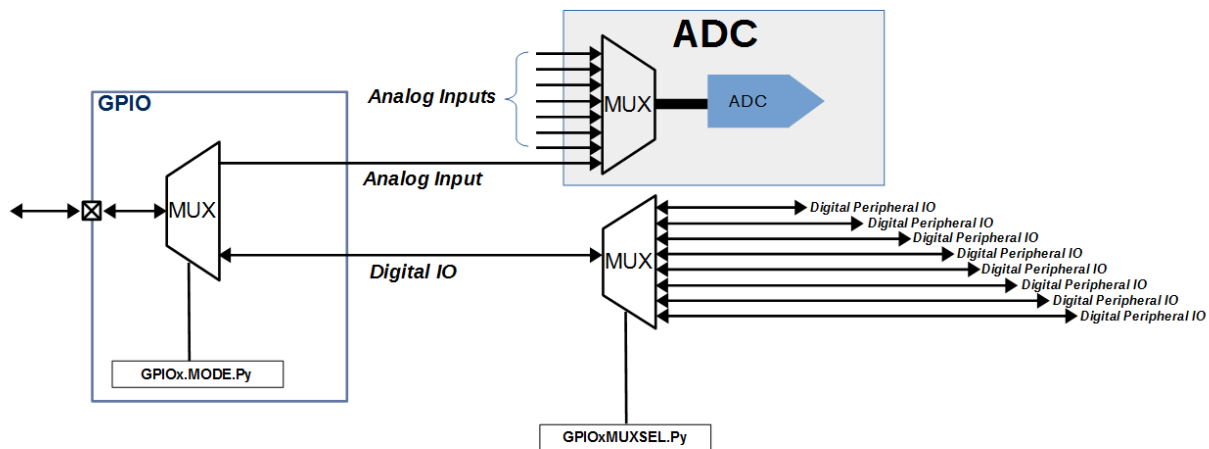 ADC
GPIO
Analog Inputs
MUX
ADC
Analog Input
MUX
Digital IO
MUX
Digital Peripheral IO
Digital Peripheral IO
Digital Peripheral IO
Digital Peripheral IO
Digital Peripheral IO
Digital Peripheral IO
Digital Peripheral IO
Digital Peripheral IO
GPIOx.MODE.Py
GPIOxMUXSEL.Py